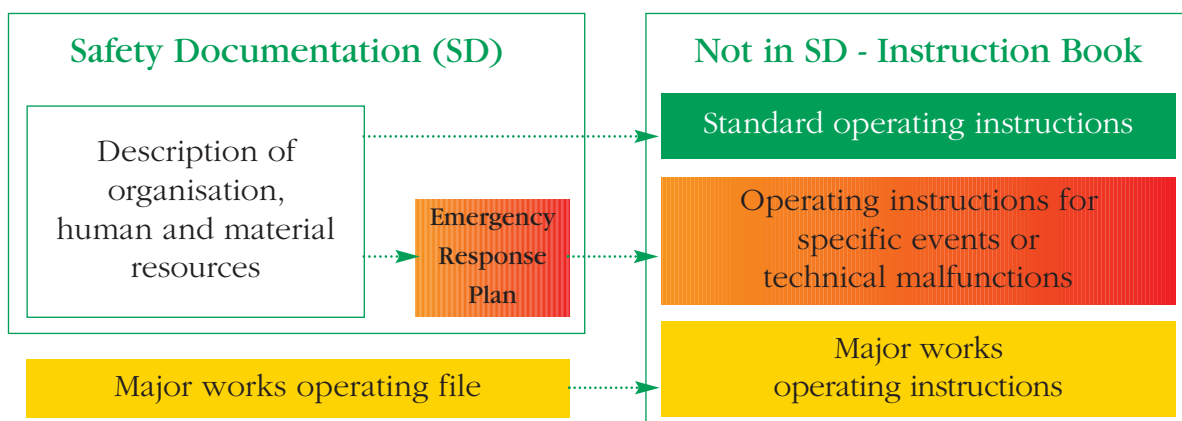 Safety Documentation (SD)
Description of
organisation,
human and material
resources
Emergency
Response
Plan
Major works operating file
Not in SD - Instruction Book
Standard operating instructions
Operating instructions for
specific events or
technical malfunctions
Major works
operating instructions